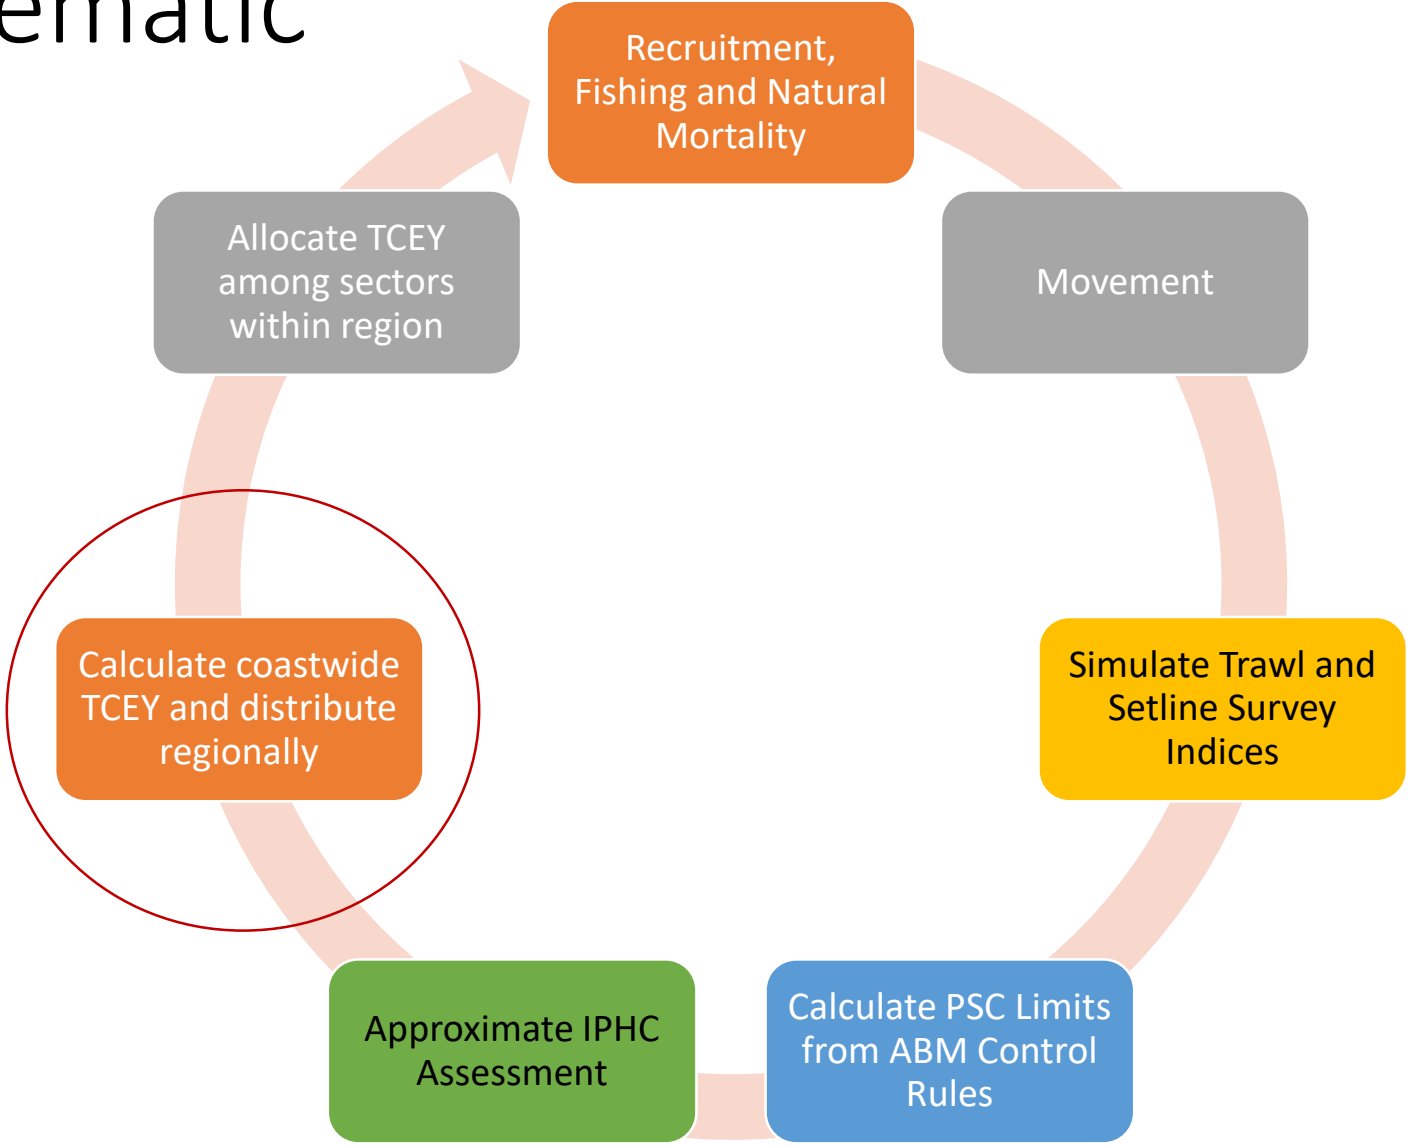 Recruitment,
Fishing and Natural
Mortality
Movement
Simulate Trawl and
Setline Survey
Indices
Calculate PSC Limits
from ABM Control
Rules
Approximate IPHC
Assessment
Calculate coastwide
TCEY and distribute
regionally
Allocate TCEY
among sectors
within region